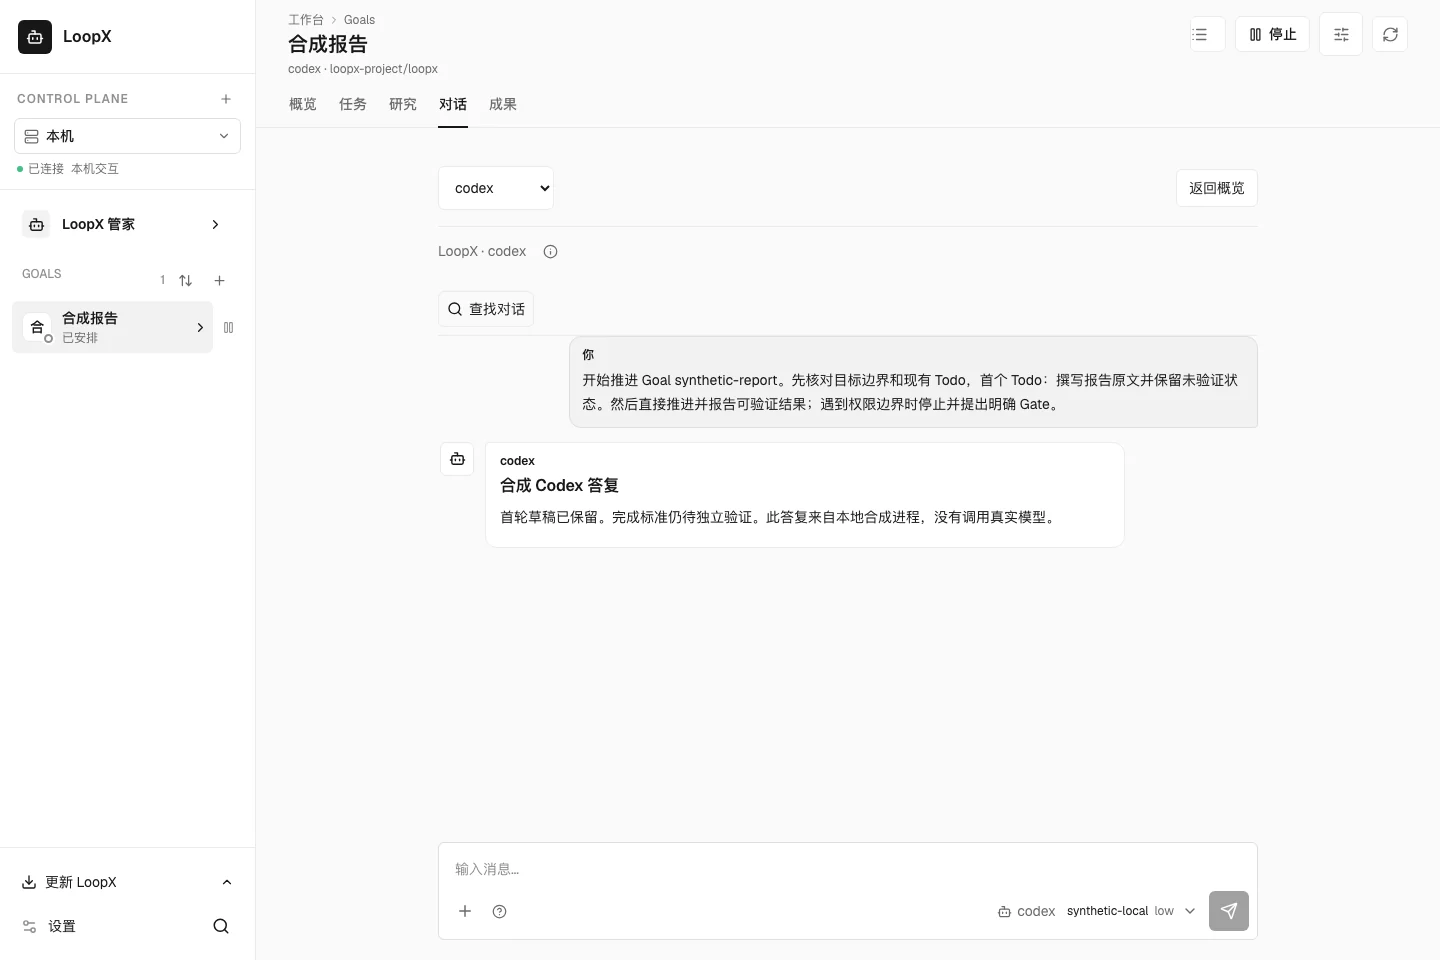 LoopX
CONTROL PLANE
本机
已连接 本机交互
LoopX 管家
GOALS
1
合
合成报告
已安排
更新 LoopX
设置
工作台 Goals
合成报告
codex · loopx-project/loopx
停止
概览 任务 研究 对话 成果
codex
返回概览
LoopX · codex
查找对话
你
开始推进 Goal synthetic-report。先核对目标边界和现有 Todo，首个 Todo：撰写报告原文并保留未验证状
态。然后直接推进并报告可验证结果；遇到权限边界时停止并提出明确 Gate。
codex
合成 Codex 答复
首轮草稿已保留。完成标准仍待独立验证。此答复来自本地合成进程，没有调用真实模型。
输入消息...
codex synthetic-local low